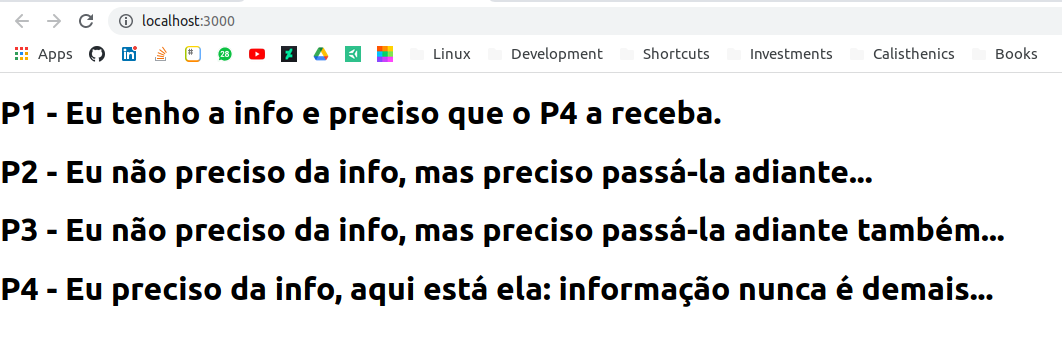 localhost:3000
Apps Linux Development Shortcuts Investments Calisthenics Books
P1 - Eu tenho a info e preciso que o P4 a receba.
P2 - Eu não preciso da info, mas preciso passá-la adiante...
P3 - Eu não preciso da info, mas preciso passá-la adiante também...
P4 - Eu preciso da info, aqui está ela: informação nunca é demais...